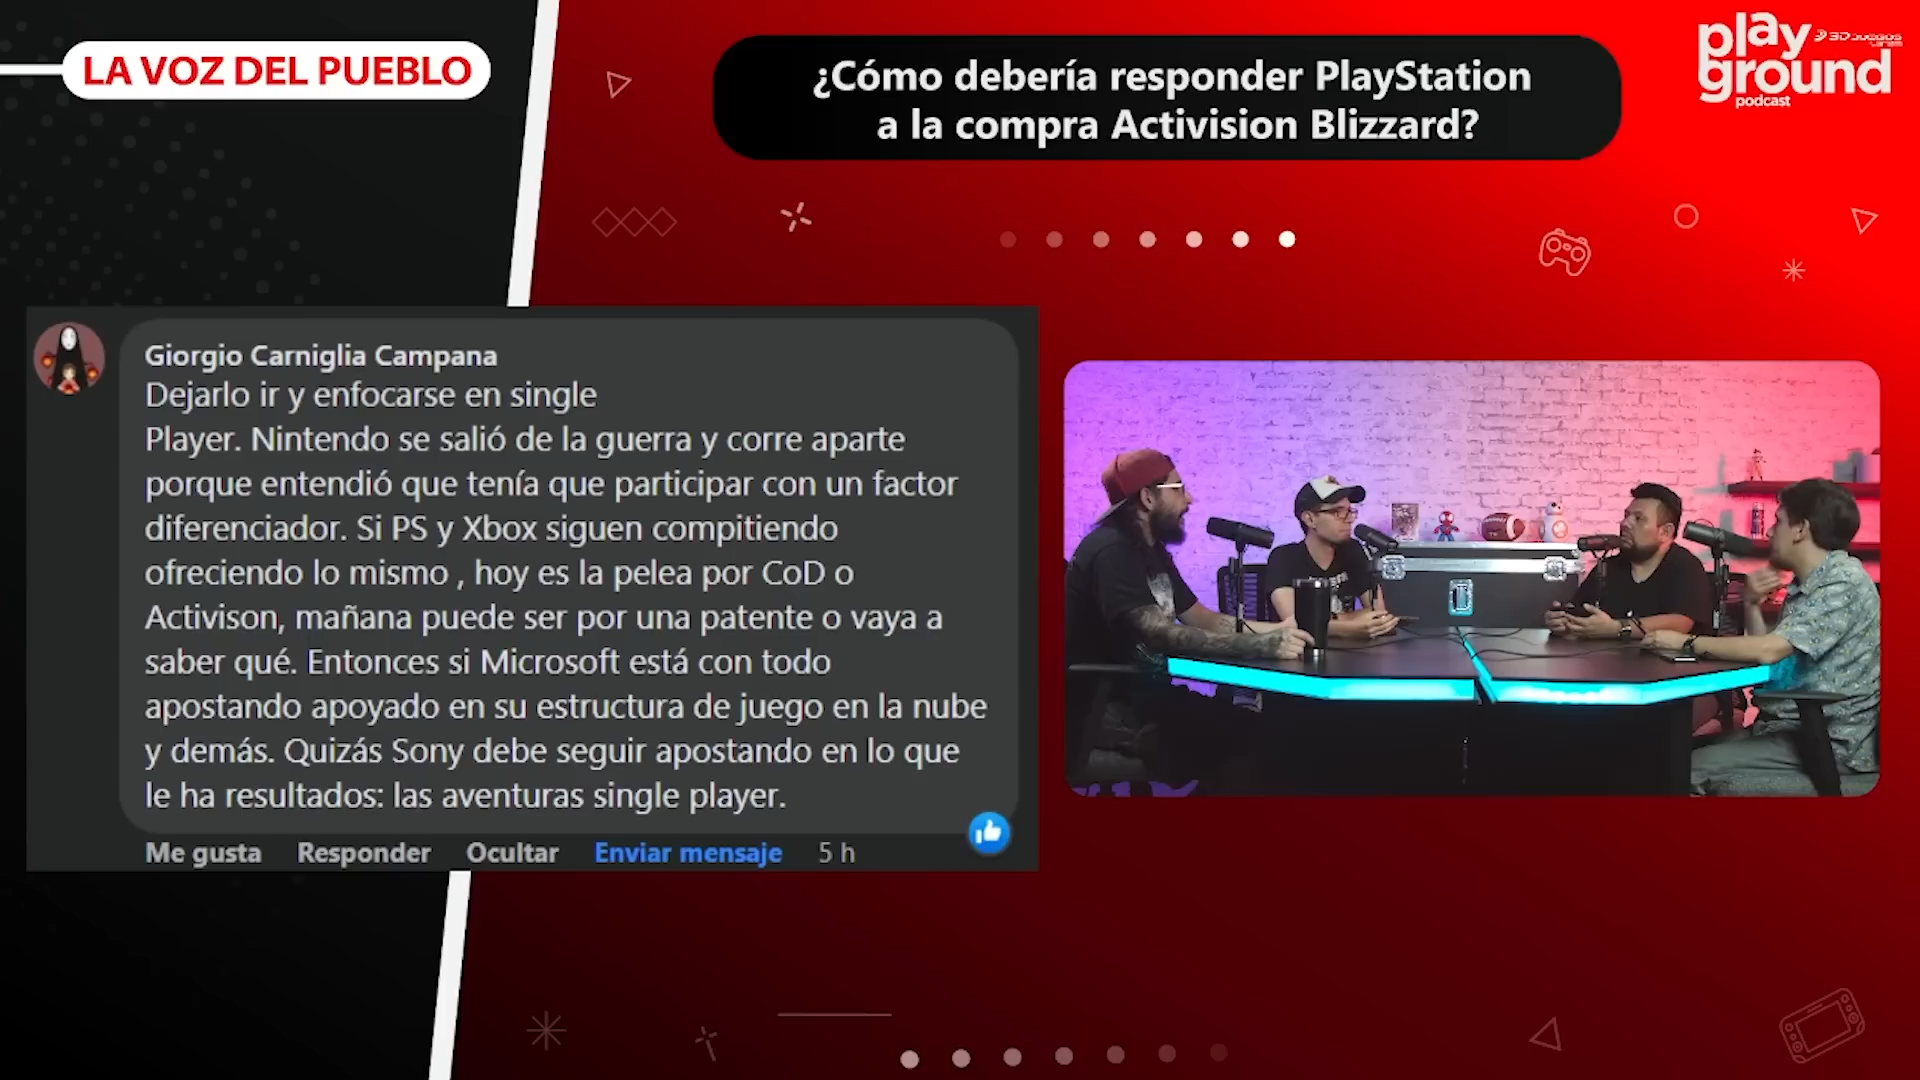 LA VOZ DEL PUEBLO
¿Cómo debería responder PlayStation
a la compra Activision Blizzard?
play
3DJUEGOS
ground
podcast
Giorgio Carniglia Campana
Dejarlo ir y enfocarse en single
Player. Nintendo se salió de la guerra y corre aparte
porque entendió que tenía que participar con un factor
diferenciador. Si PS y Xbox siguen compitiendo
ofreciendo lo mismo , hoy es la pelea por CoD o
Activison, mañana puede ser por una patente o vaya a
saber qué. Entonces si Microsoft está con todo
apostando apoyado en su estructura de juego en la nube
y demás. Quizás Sony debe seguir apostando en lo que
le ha resultados: las aventuras single player.
Me gusta Responder Ocultar Enviar mensaje 5 h